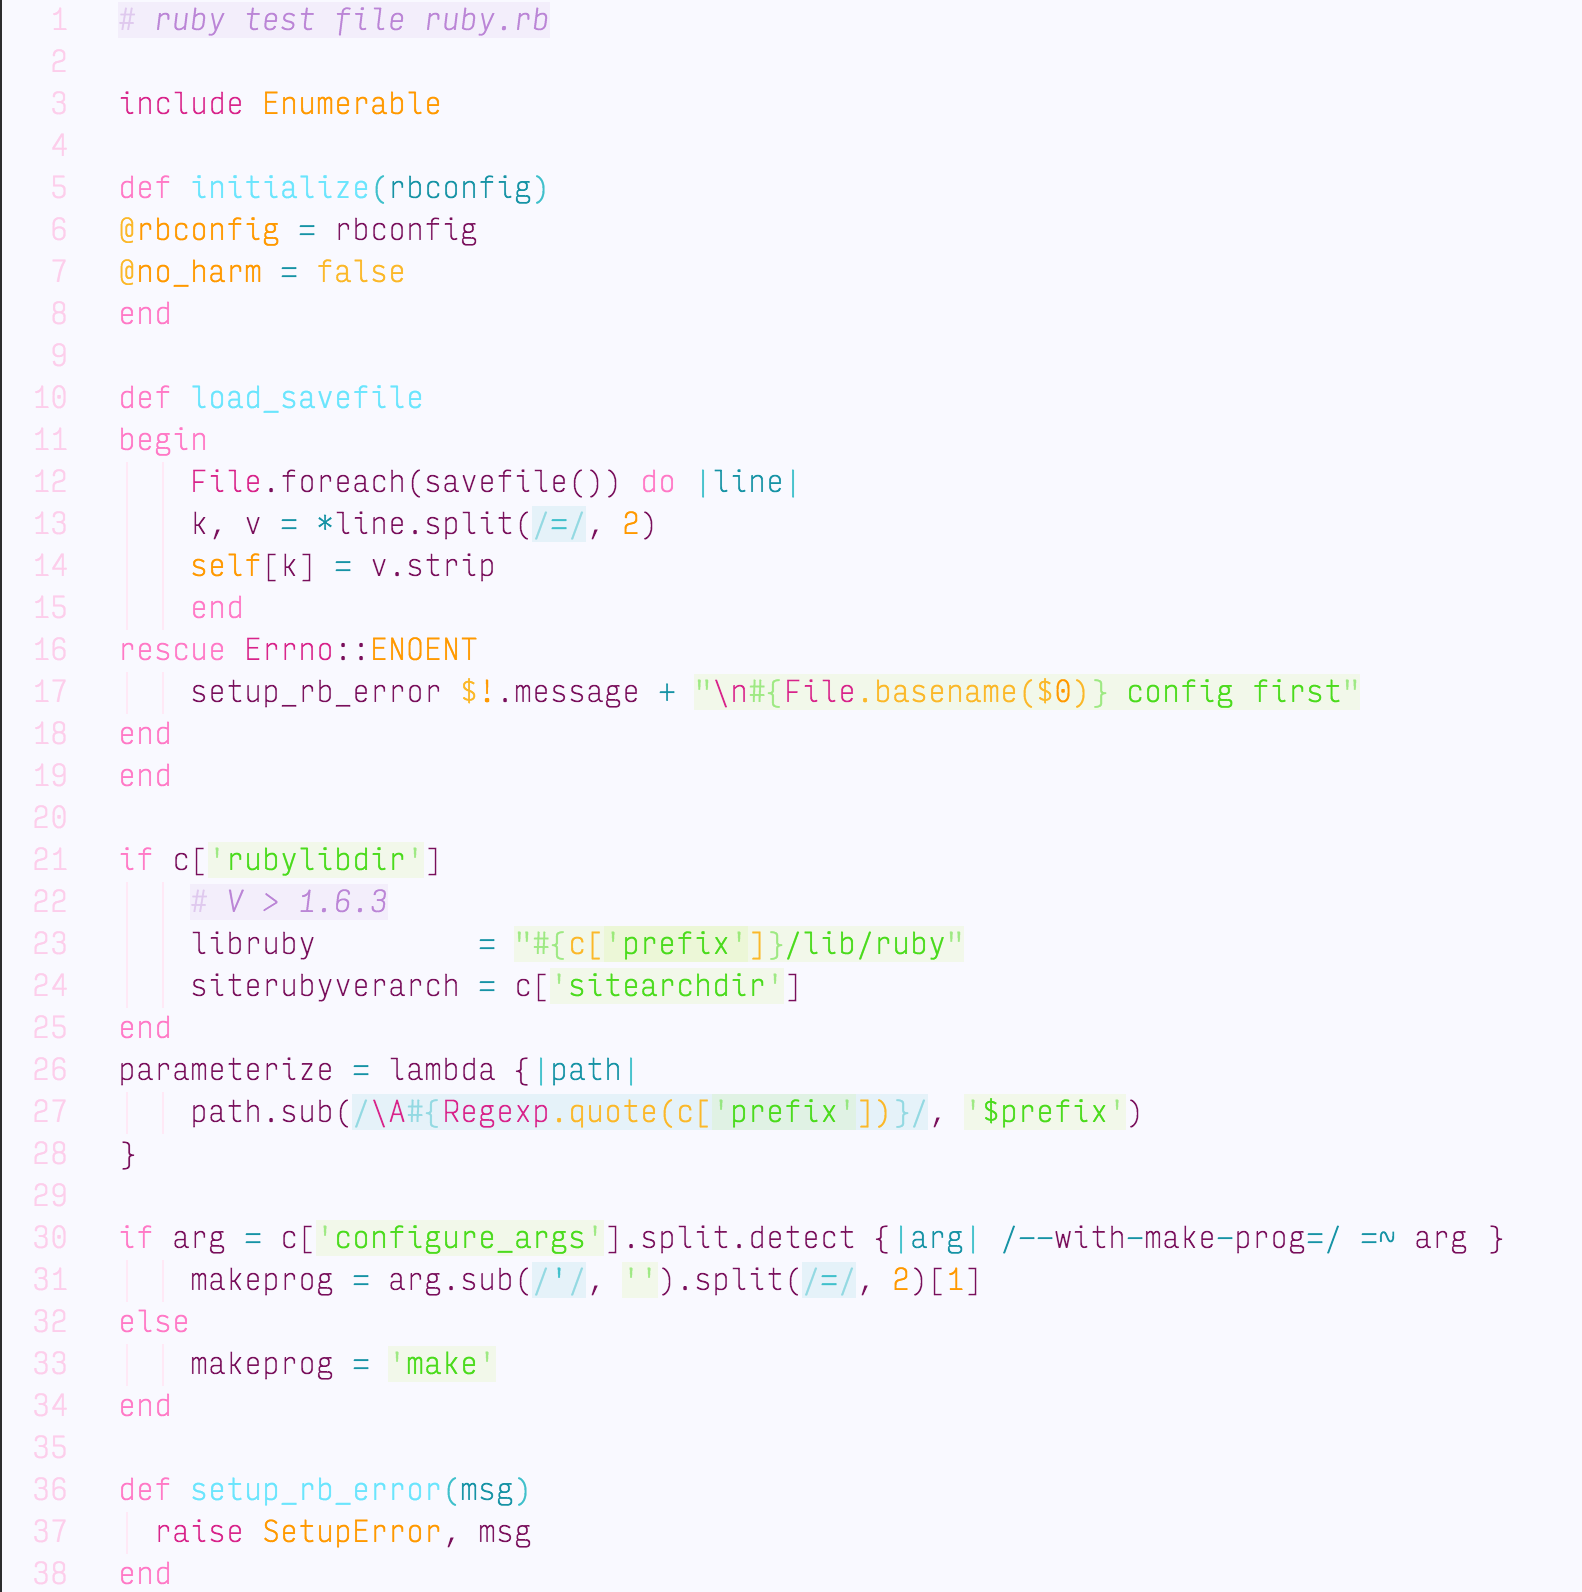 1 # ruby test file ruby.rb
2
3 include Enumerable
4
5 def initialize(rbconfig)
6 @rbconfig = rbconfig
7 @no_harm = false
8 end
9
10 def load_savefile
11 begin
12     File.foreach(savefile()) do |line|
13     k, v = *line.split(/=/, 2)
14     self[k] = v.strip
15     end
16 rescue Errno::ENOENT
17     setup_rb_error $!.message + "\n#{File.basename($0)} config first"
18 end
19 end
20
21 if c['rubylibdir']
22     # V > 1.6.3
23     libruby         = "#{c['prefix']}/lib/ruby"
24     siterubyverarch = c['sitearchdir']
25 end
26 parameterize = lambda {|path|
27     path.sub(/\A#{Regexp.quote(c['prefix'])}/, '$prefix')
28 }
29
30 if arg = c['configure_args'].split.detect {|arg| /--with-make-prog=/ =~ arg }
31     makeprog = arg.sub(/'/, '').split(/=/, 2)[1]
32 else
33     makeprog = 'make'
34 end
35
36 def setup_rb_error(msg)
37   raise SetupError, msg
38 end